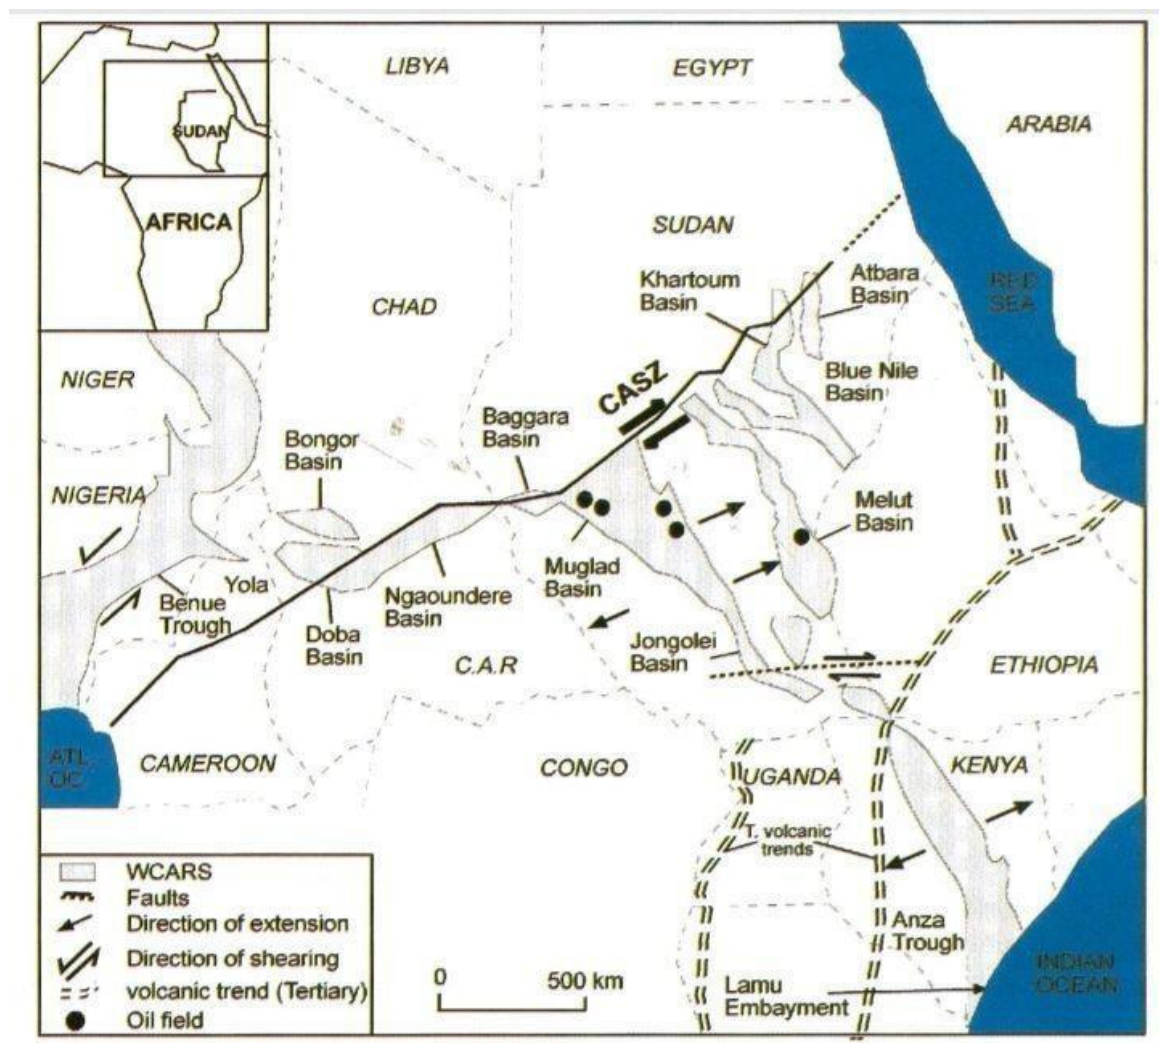 LIBYA
EGYPT
ARABIA
SUDAN
AFRICA
SUDAN
Khartoum
Basin
Atbara
Basin
RED
SEA
CHAD
NIGER
Blue Nile
Basin
CASZ
Baggara
Basin
Bongor
Basin
NIGERIA
Melut
Basin
Muglad
Basin
Yola
Benue
Trough
Ngaoundere
Basin
Doba
Basin
Jongolei
Basin
C.A.R
ETHIOPIA
ATL
OC.
CAMEROON
CONGO
UGANDA
KENYA
T. volcanic
trends
Anza
Trough
Lamu
Embayment
INDIAN
OCEAN
WCARS
Faults
Direction of extension
Direction of shearing
volcanic trend (Tertiary)
Oil field
0 500 km